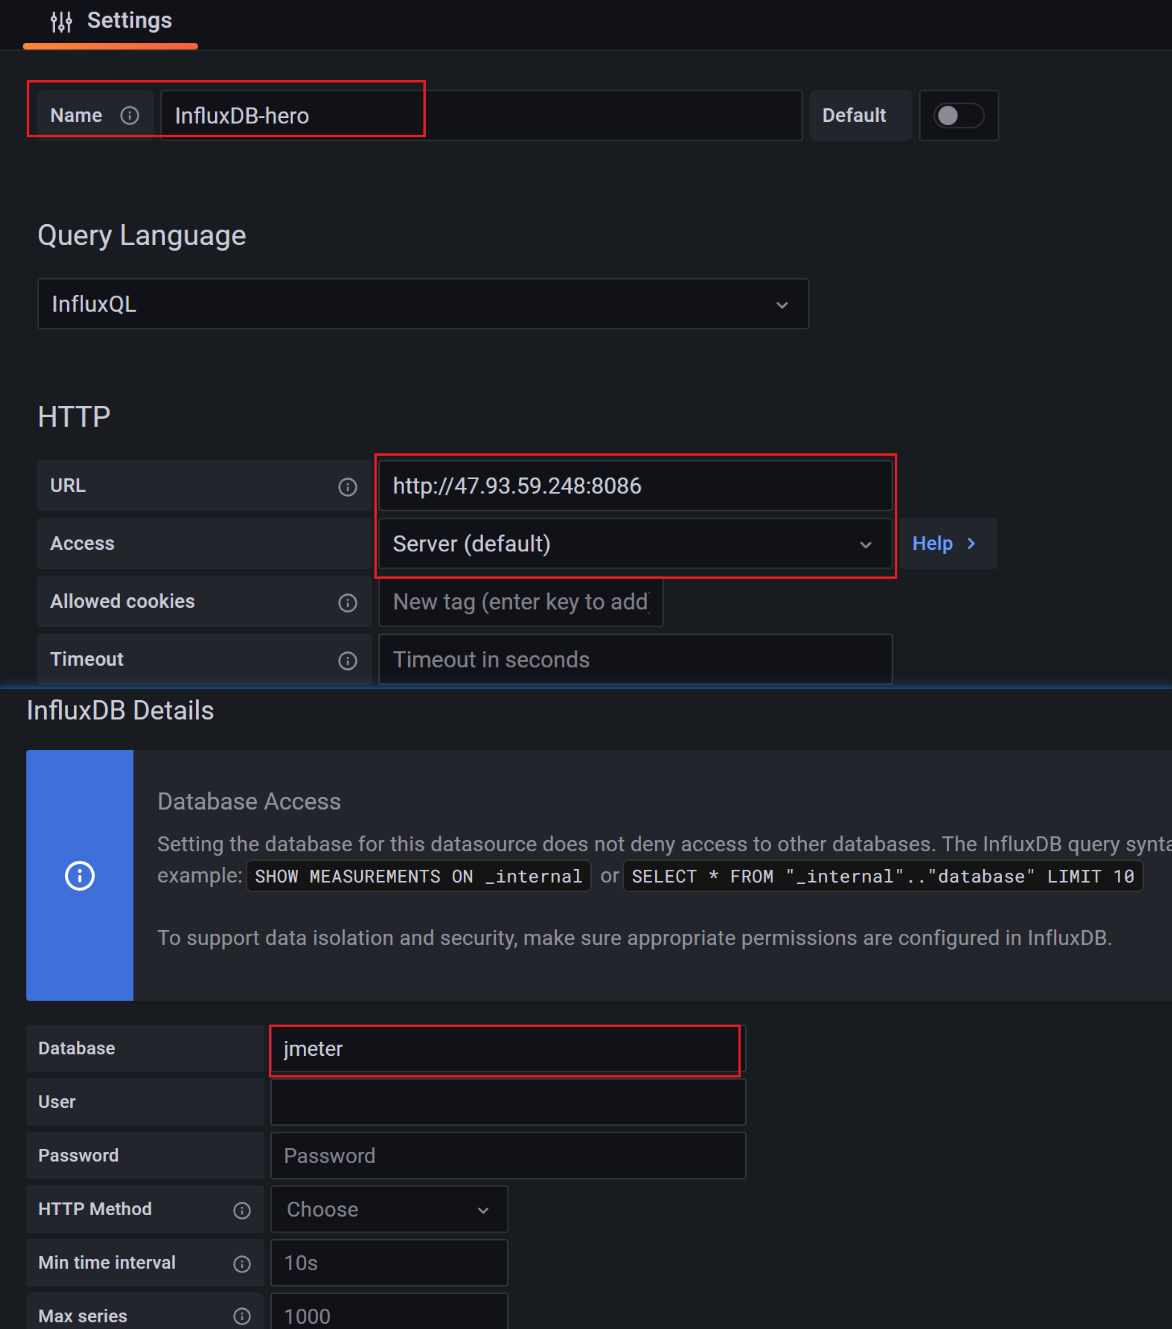 Settings
Name InfluxDB-hero Default
Query Language
InfluxQL
HTTP
URL http://47.93.59.248:8086
Access Server (default) Help
Allowed cookies New tag (enter key to add)
Timeout Timeout in seconds
InfluxDB Details
Database Access
Setting the database for this datasource does not deny access to other databases. The InfluxDB query synta
example: SHOW MEASUREMENTS ON _internal or SELECT * FROM "_internal".."database" LIMIT 10
To support data isolation and security, make sure appropriate permissions are configured in InfluxDB.
Database jmeter
User
Password Password
HTTP Method Choose
Min time interval 10s
Max series 1000